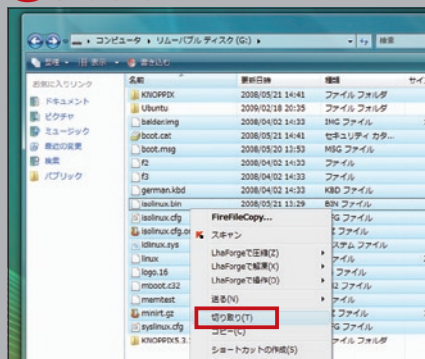 コンピュータ ▸ リムーバブル ディスク (G:) ▸
検索
整理 表示 書き込む
お気に入りリンク
ドキュメント
ピクチャ
ミュージック
最近の変更
検索
パブリック
名前 更新日時 種類 サイ
KNOPPIX 2008/05/21 14:41 ファイル フォルダ
Ubuntu 2009/02/18 20:35 ファイル フォルダ
balder.img 2008/04/02 14:33 IMG ファイル
boot.cat 2008/05/21 14:41 セキュリティ カタ...
boot.msg 2008/05/20 13:53 MSG ファイル
f2 2008/04/02 14:33 ファイル
f3 2008/04/02 14:33 ファイル
german.kbd 2008/04/02 14:33 KBD ファイル
isolinux.bin 2008/05/21 13:29 BIN ファイル
isolinux.cfg FG ファイル
isolinux.cfg.or ファイル
ldlinux.sys ステム ファイル
linux ファイル
logo.16 ファイル
mboot.c32 ファイル
memtest ファイル
minirt.gz ファイル
syslinux.cfg FG ファイル
KNOPPIX5.3. ァイル フォルダ
FireFileCopy...
スキャン
LhaForgeで圧縮(Z)
LhaForgeで解凍(X)
LhaForgeで操作(O)
送る(N)
切り取り(T)
コピー(C)
ショートカットの作成(S)